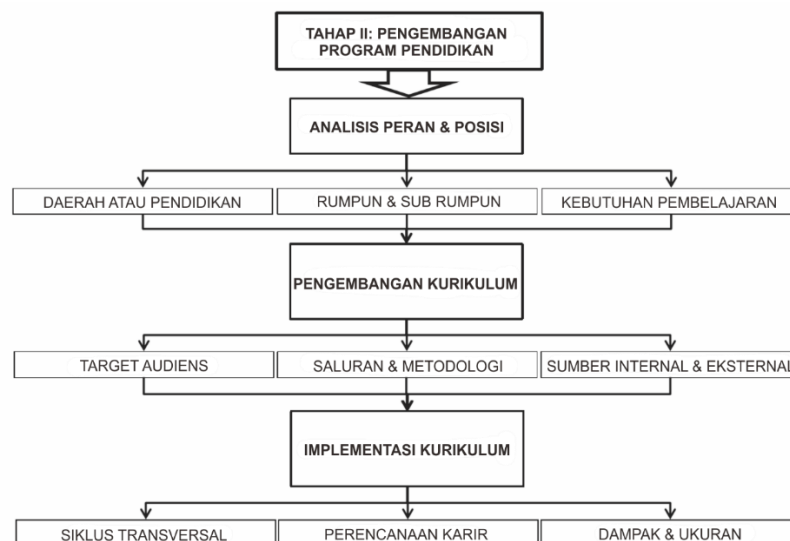 TAHAP II: PENGEMBANGAN
PROGRAM PENDIDIKAN
ANALISIS PERAN & POSISI
DAERAH ATAU PENDIDIKAN
RUMPUN & SUB RUMPUN
KEBUTUHAN PEMBELAJARAN
PENGEMBANGAN KURIKULUM
TARGET AUDIENS
SALURAN & METODOLOGI
SUMBER INTERNAL & EKSTERNAL
IMPLEMENTASI KURIKULUM
SIKLUS TRANSVERSAL
PERENCANAAN KARIR
DAMPAK & UKURAN